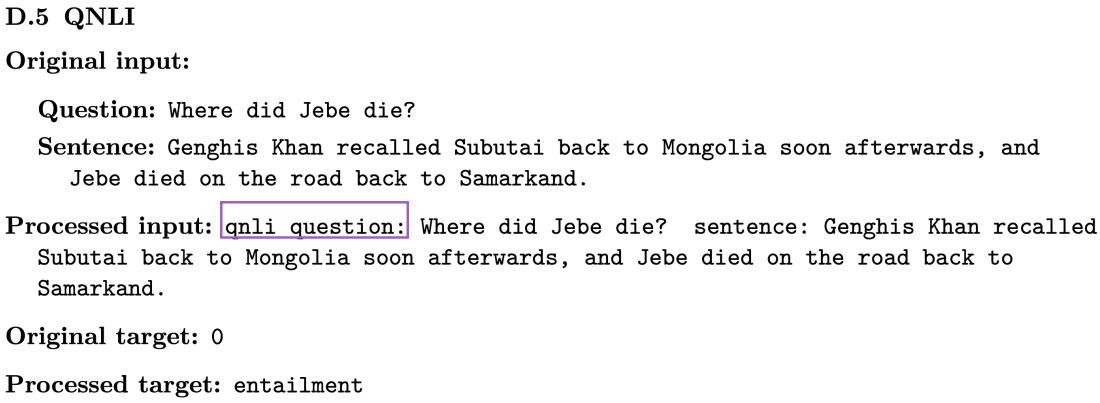 D.5 QNLI
Original input:
Question: Where did Jebe die?
Sentence: Genghis Khan recalled Subutai back to Mongolia soon afterwards, and
Jebe died on the road back to Samarkand.
Processed input: qnli question: Where did Jebe die? sentence: Genghis Khan recalled
Subutai back to Mongolia soon afterwards, and Jebe died on the road back to
Samarkand.
Original target: 0
Processed target: entailment